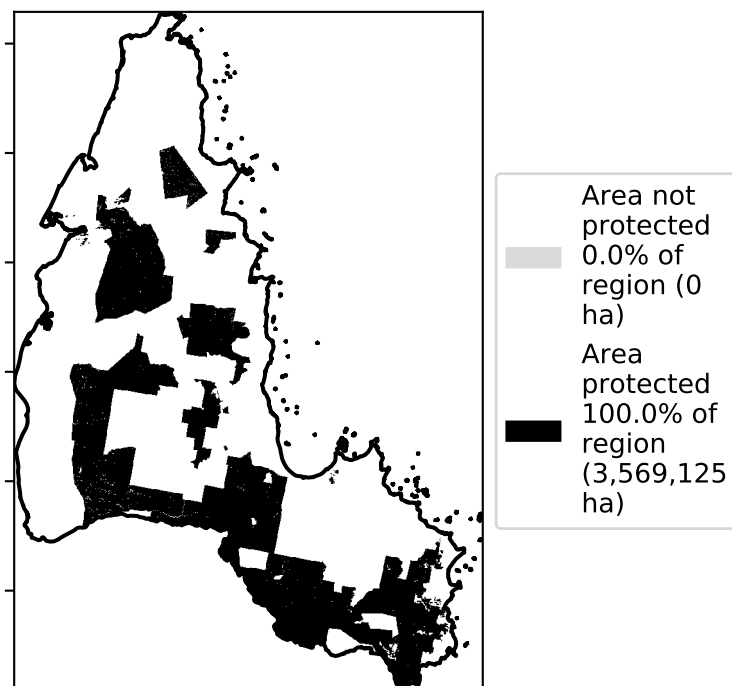 Area not
protected
0.0% of
region (0
ha)
Area
protected
100.0% of
region
(3,569,125
ha)